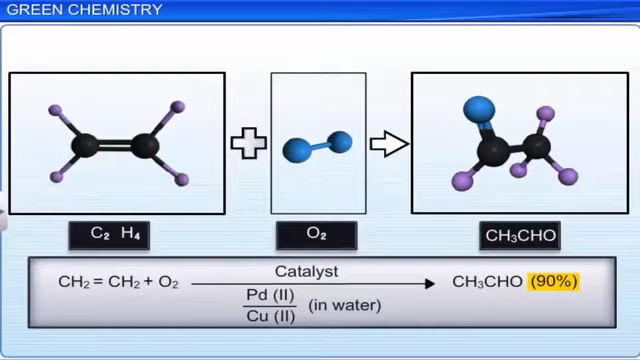 GREEN CHEMISTRY
C₂ H₄
O₂
CH₃CHO
Catalyst
CH₂ = CH₂ + O₂
CH₃CHO (90%)
Pd (II)
Cu (II)
(in water)